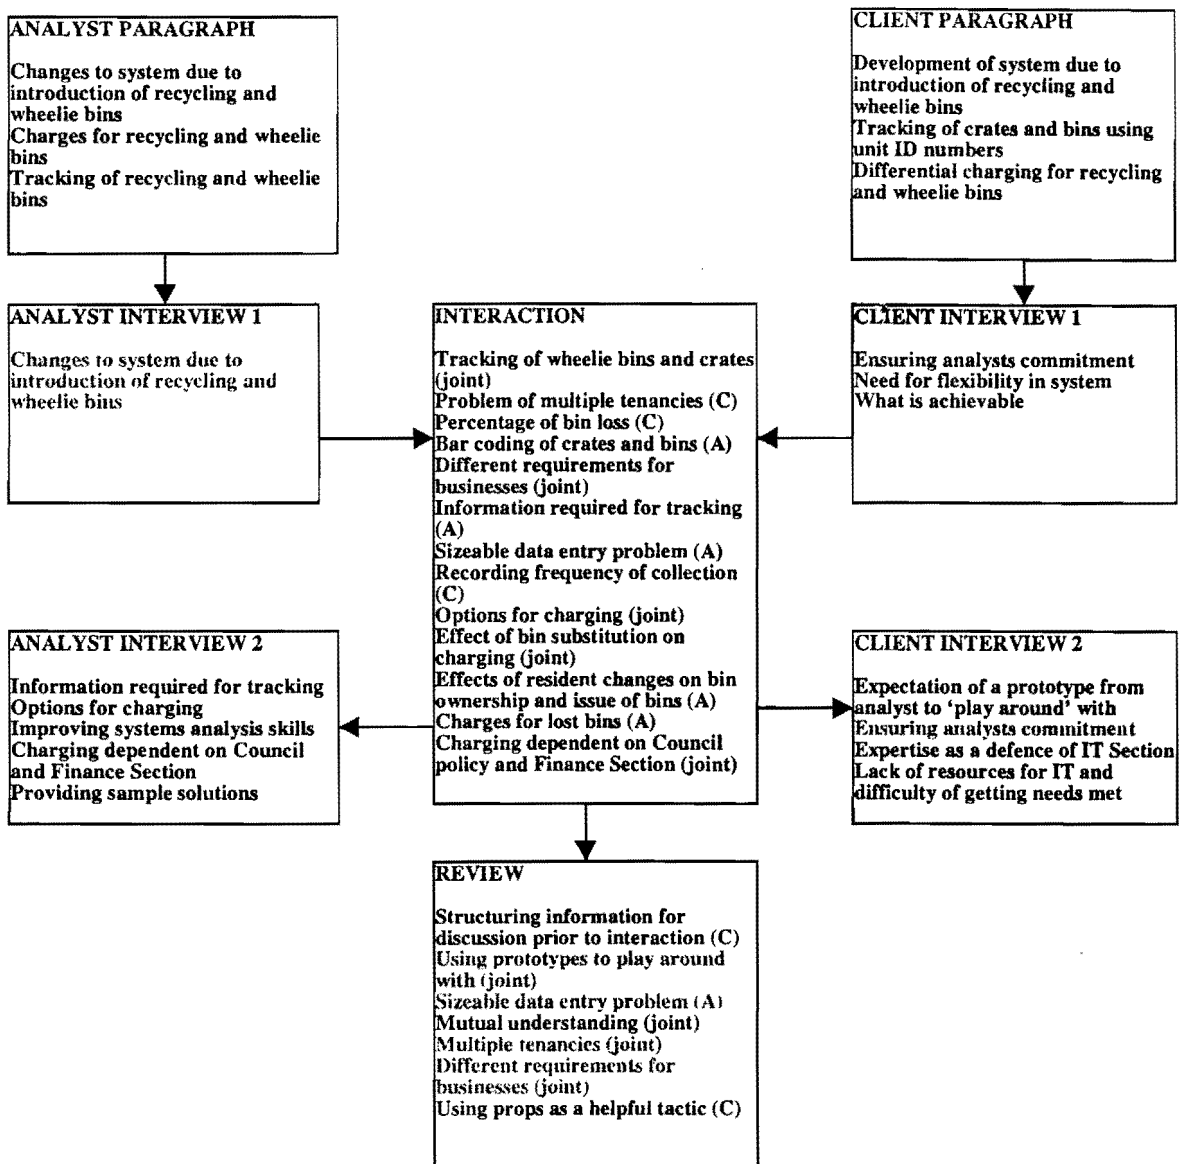 ANALYST PARAGRAPH
Changes to system due to
introduction of recycling and
wheelie bins
Charges for recycling and wheelie
bins
Tracking of recycling and wheelie
bins
CLIENT PARAGRAPH
Development of system due to
introduction of recycling and
wheelie bins
Tracking of crates and bins using
unit ID numbers
Differential charging for recycling
and wheelie bins
ANALYST INTERVIEW 1
Changes to system due to
introduction of recycling and
wheelie bins
INTERACTION
Tracking of wheelie bins and crates
(joint)
Problem of multiple tenancies (C)
Percentage of bin loss (C)
Bar coding of crates and bins (A)
Different requirements for
businesses (joint)
Information required for tracking
(A)
Sizeable data entry problem (A)
Recording frequency of collection
(C)
Options for charging (joint)
Effect of bin substitution on
charging (joint)
Effects of resident changes on bin
ownership and issue of bins (A)
Charges for lost bins (A)
Charging dependent on Council
policy and Finance Section (joint)
CLIENT INTERVIEW 1
Ensuring analysts commitment
Need for flexibility in system
What is achievable
ANALYST INTERVIEW 2
Information required for tracking
Options for charging
Improving systems analysis skills
Charging dependent on Council
and Finance Section
Providing sample solutions
CLIENT INTERVIEW 2
Expectation of a prototype from
analyst to ‘play around’ with
Ensuring analysts commitment
Expertise as a defence of IT Section
Lack of resources for IT and
difficulty of getting needs met
REVIEW
Structuring information for
discussion prior to interaction (C)
Using prototypes to play around
with (joint)
Sizeable data entry problem (A)
Mutual understanding (joint)
Multiple tenancies (joint)
Different requirements for
businesses (joint)
Using props as a helpful tactic (C)